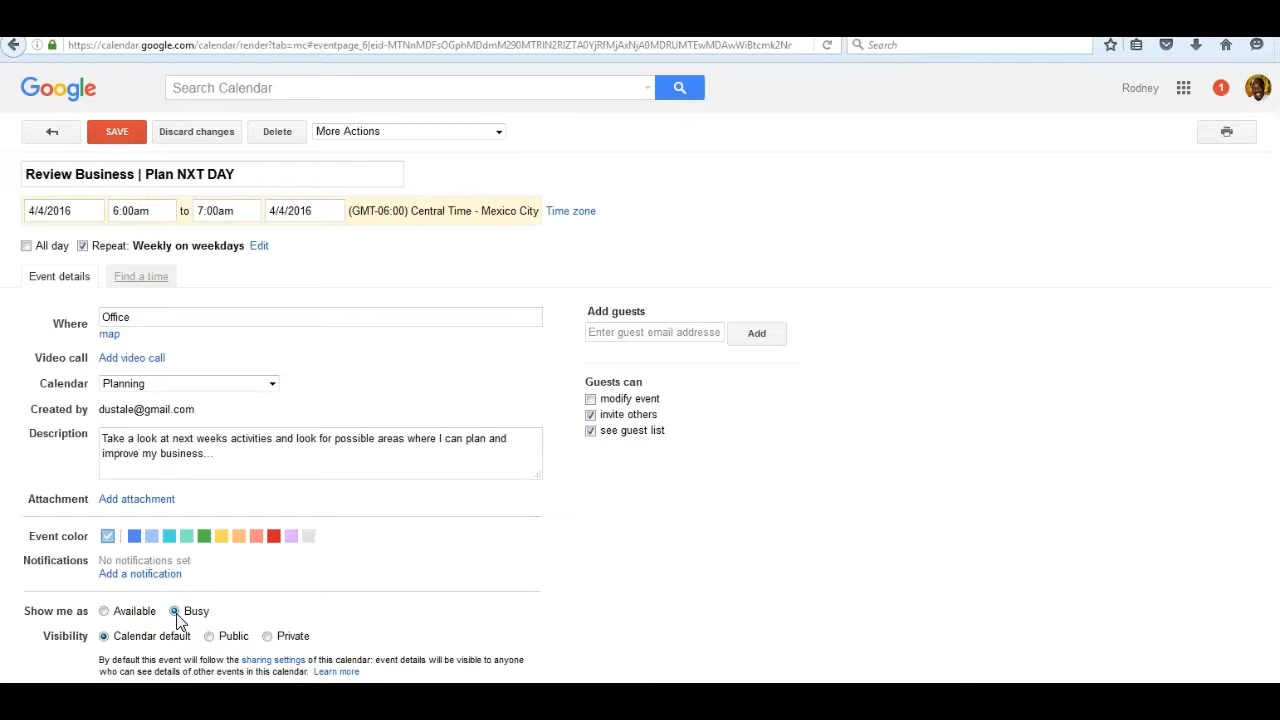 https://calendar.google.com/calendar/render?tab=mc#eventpage_6
Search
Google
Search Calendar
Rodney
1
SAVE
Discard changes
Delete
More Actions
Review Business | Plan NXT DAY
4/4/2016 6:00am to 7:00am 4/4/2016 (GMT-06:00) Central Time - Mexico City Time zone
All day Repeat: Weekly on weekdays Edit
Event details Find a time
Where Office
map
Video call Add video call
Calendar Planning
Created by dustale@gmail.com
Description Take a look at next weeks activities and look for possible areas where I can plan and
improve my business...
Attachment Add attachment
Event color
Notifications No notifications set
Add a notification
Show me as Available Busy
Visibility Calendar default Public Private
By default this event will follow the sharing settings of this calendar: event details will be visible to anyone
who can see details of other events in this calendar. Learn more
Add guests
Enter guest email addresse Add
Guests can
modify event
invite others
see guest list